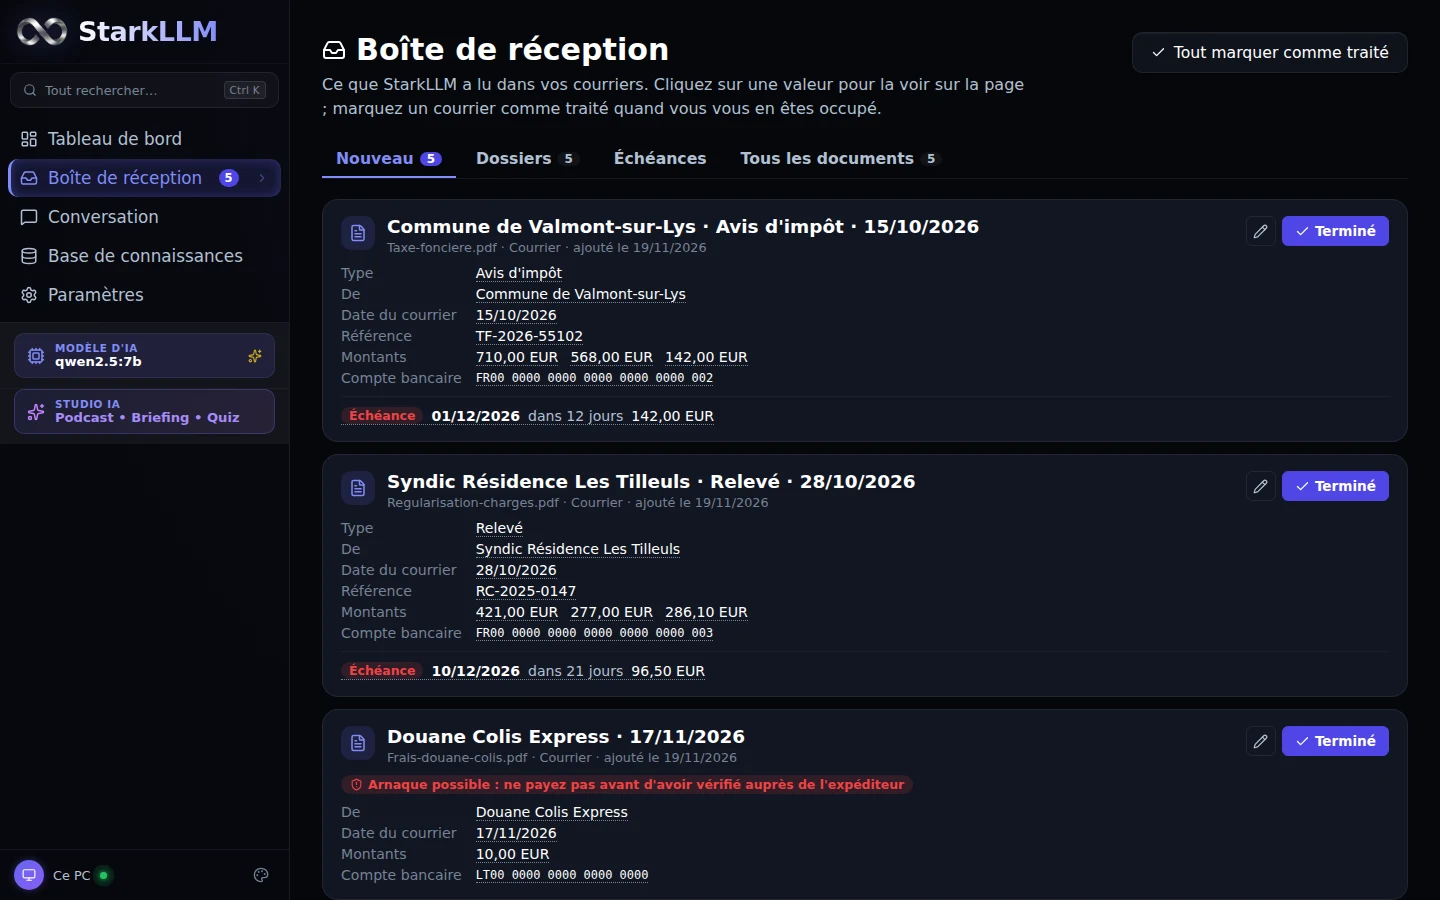 StarkLLM
Tout rechercher…
Ctrl K
Tableau de bord
Boîte de réception 5
Conversation
Base de connaissances
Paramètres
MODÈLE D'IA
qwen2.5:7b
STUDIO IA
Podcast • Briefing • Quiz
Ce PC
Boîte de réception
Tout marquer comme traité
Ce que StarkLLM a lu dans vos courriers. Cliquez sur une valeur pour la voir sur la page
; marquez un courrier comme traité quand vous vous en êtes occupé.
Nouveau 5 Dossiers 5 Échéances Tous les documents 5
Commune de Valmont-sur-Lys · Avis d'impôt · 15/10/2026
Terminé
Taxe-fonciere.pdf · Courrier · ajouté le 19/11/2026
Type Avis d'impôt
De Commune de Valmont-sur-Lys
Date du courrier 15/10/2026
Référence TF-2026-55102
Montants 710,00 EUR 568,00 EUR 142,00 EUR
Compte bancaire FR00 0000 0000 0000 0000 0000 002
Échéance 01/12/2026 dans 12 jours 142,00 EUR
Syndic Résidence Les Tilleuls · Relevé · 28/10/2026
Terminé
Regularisation-charges.pdf · Courrier · ajouté le 19/11/2026
Type Relevé
De Syndic Résidence Les Tilleuls
Date du courrier 28/10/2026
Référence RC-2025-0147
Montants 421,00 EUR 277,00 EUR 286,10 EUR
Compte bancaire FR00 0000 0000 0000 0000 0000 003
Échéance 10/12/2026 dans 21 jours 96,50 EUR
Douane Colis Express · 17/11/2026
Terminé
Frais-douane-colis.pdf · Courrier · ajouté le 19/11/2026
Arnaque possible : ne payez pas avant d'avoir vérifié auprès de l'expéditeur
De Douane Colis Express
Date du courrier 17/11/2026
Montants 10,00 EUR
Compte bancaire LT00 0000 0000 0000 0000